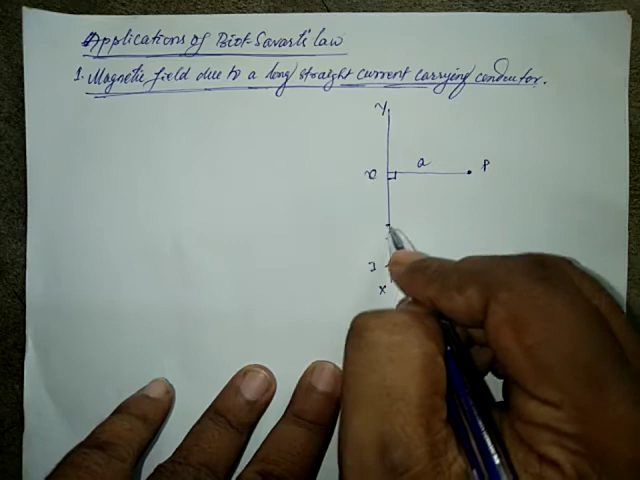 Applications of Biot-Savart's law
1. Magnetic field due to a long straight current carrying conductor.
Y
O a P
I
X